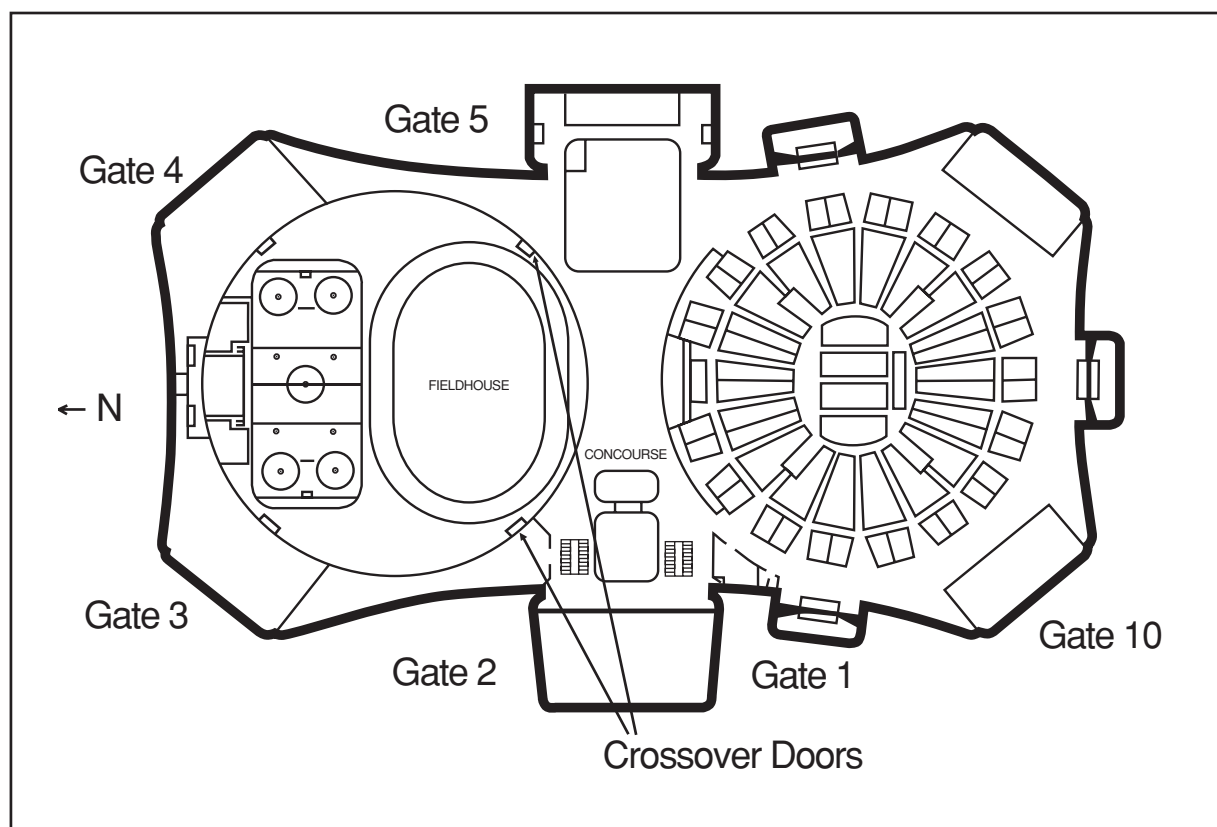 Gate 5
Gate 4
FIELDHOUSE
← N
CONCOURSE
Gate 3
Gate 10
Gate 2
Gate 1
Crossover Doors